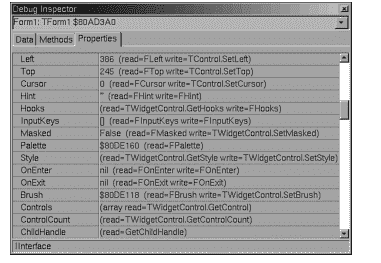 Debug Inspector
Form1: TForm1 $80AD3A0
Data Methods Properties
Left 386 (read=FLeft write=TControl.SetLeft)
Top 245 (read=FTop write=TControl.SetTop)
Cursor 0 (read=FCursor write=TControl.SetCursor)
Hint '' (read=FHint write=FHint)
Hooks (read=TWidgetControl.GetHooks write=FHooks)
InputKeys [] (read=FInputKeys write=FInputKeys)
Masked False (read=FMasked write=TWidgetControl.SetMasked)
Palette $80DE160 (read=FPalette)
Style (read=TWidgetControl.GetStyle write=TWidgetControl.SetStyle)
OnEnter nil (read=FOnEnter write=FOnEnter)
OnExit nil (read=FOnExit write=FOnExit)
Brush $80DE118 (read=FBrush write=TWidgetControl.SetBrush)
Controls (array read=TWidgetControl.GetControl)
ControlCount (read=TWidgetControl.GetControlCount)
ChildHandle (read=GetChildHandle)
IInterface